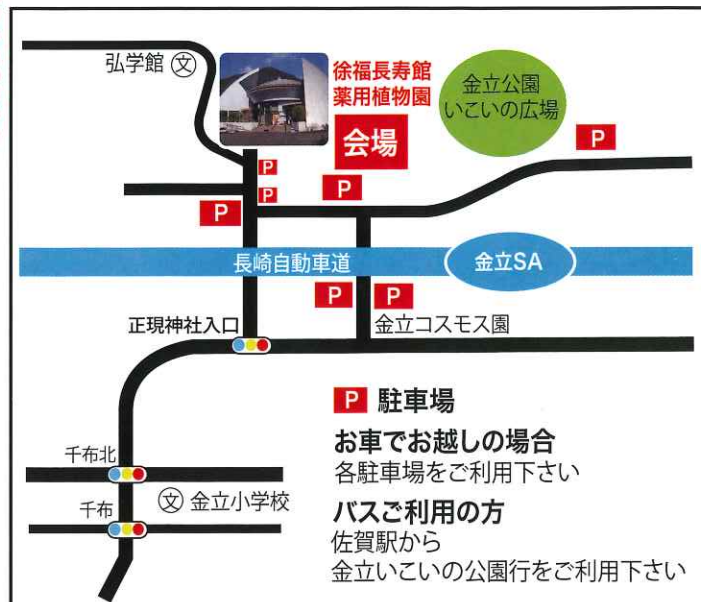 弘学館
文
徐福長寿館
薬用植物園
会場
金立公園
いこいの広場
P
P
P
P
P
長崎自動車道
金立SA
P
P
正現神社入口
金立コスモス園
P 駐車場
お車でお越しの場合
各駐車場をご利用下さい
千布北
文 金立小学校
千布
バスご利用の方
佐賀駅から
金立いこいの公園行をご利用下さい